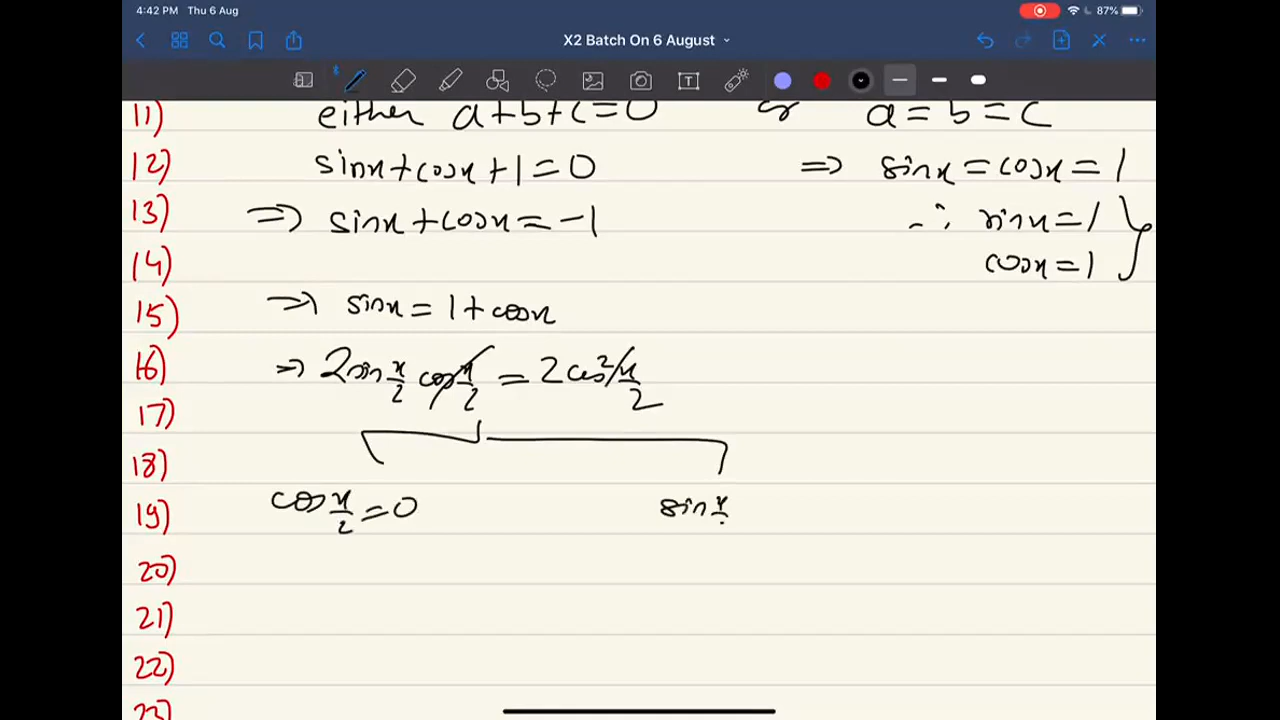 4:42 PM Thu 6 Aug 87%
X2 Batch On 6 August
11) either a+b+c=0 or a=b=c
12) sinx+cosx+1=0 ⇒ sinx=cosx=1
13) ⇒ sinx+cosx=-1 ∴ sinx=1
14) cosx=1
15) ⇒ sinx=1+cosx
16) ⇒ 2sin x/2 cos x/2 = 2cos² x/2
17)
18)
19) cos x/2 = 0 sin x/
20)
21)
22)
23)